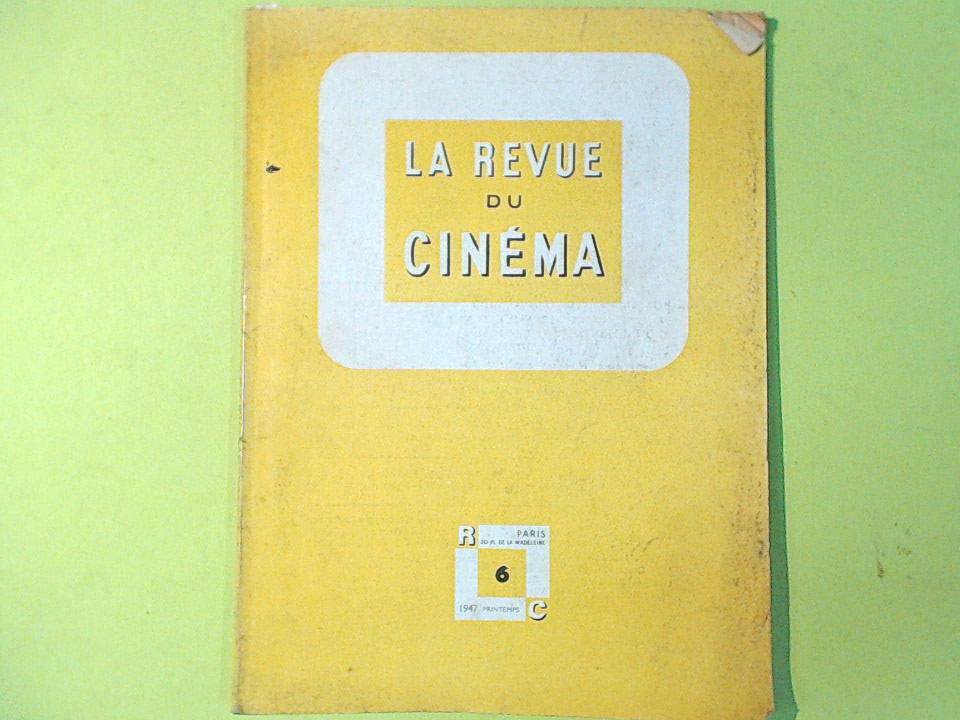 LA REVUE
DU
CINÉMA
R PARIS
20 PL. DE LA MADELEINE
6
1947 PRINTEMPS C